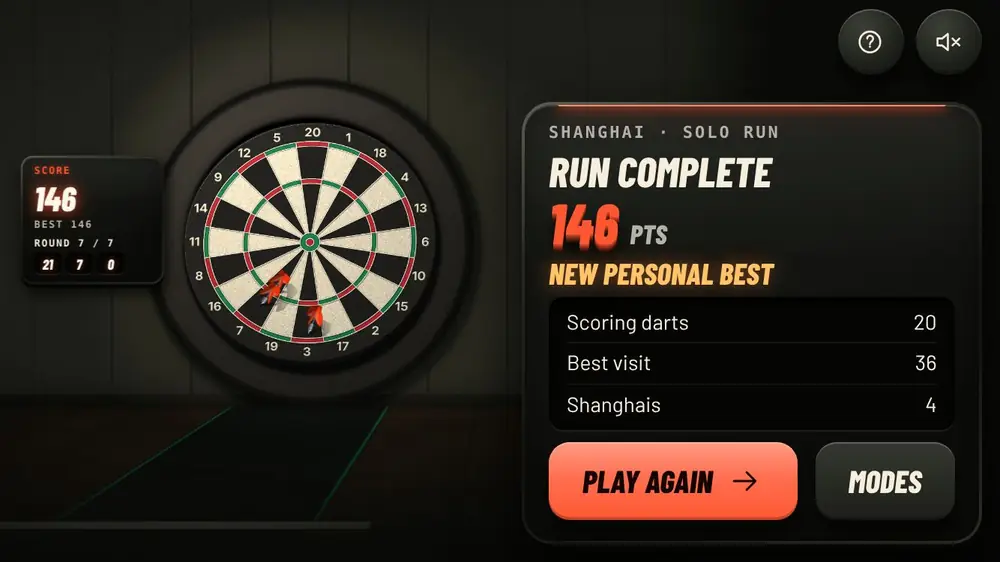 SCORE
146
BEST 146
ROUND 7 / 7
21 7 0
20
1
18
4
13
6
10
15
2
17
3
19
7
16
8
11
14
9
12
5
SHANGHAI · SOLO RUN
RUN COMPLETE
146 PTS
NEW PERSONAL BEST
Scoring darts 20
Best visit 36
Shanghais 4
PLAY AGAIN →
MODES